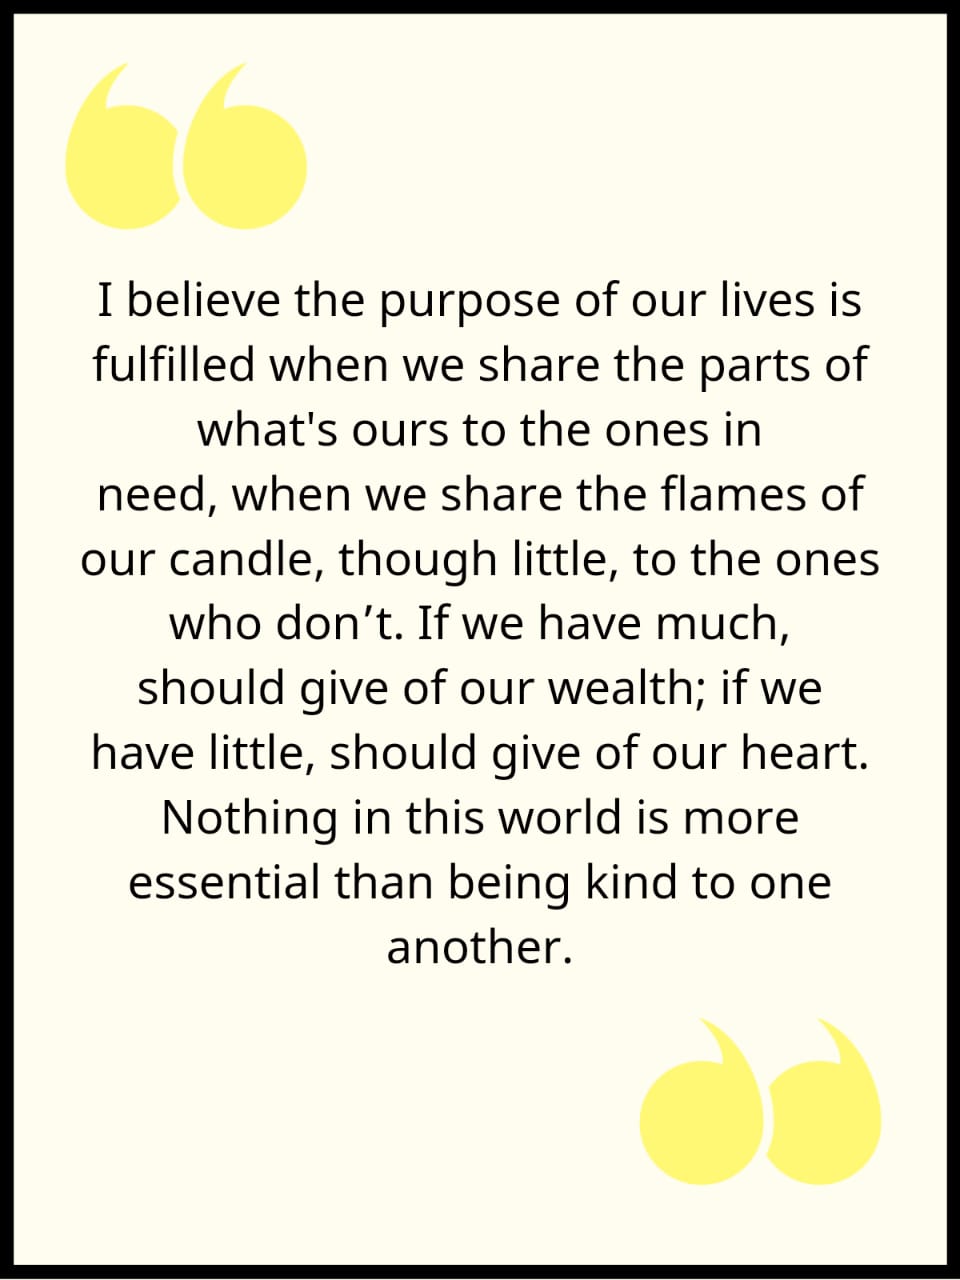 I believe the purpose of our lives is
fulfilled when we share the parts of
what's ours to the ones in
need, when we share the flames of
our candle, though little, to the ones
who don’t. If we have much,
should give of our wealth; if we
have little, should give of our heart.
Nothing in this world is more
essential than being kind to one
another.